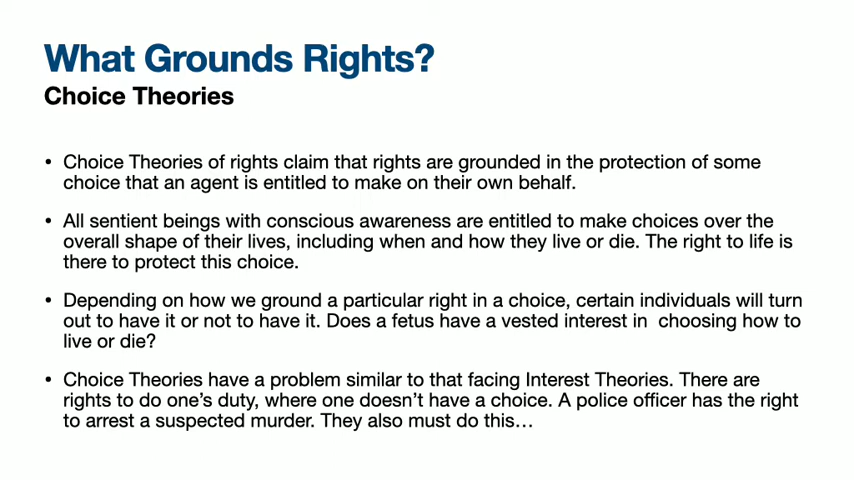 What Grounds Rights?
Choice Theories
• Choice Theories of rights claim that rights are grounded in the protection of some
choice that an agent is entitled to make on their own behalf.
• All sentient beings with conscious awareness are entitled to make choices over the
overall shape of their lives, including when and how they live or die. The right to life is
there to protect this choice.
• Depending on how we ground a particular right in a choice, certain individuals will turn
out to have it or not to have it. Does a fetus have a vested interest in  choosing how to
live or die?
• Choice Theories have a problem similar to that facing Interest Theories. There are
rights to do one’s duty, where one doesn’t have a choice. A police officer has the right
to arrest a suspected murder. They also must do this…